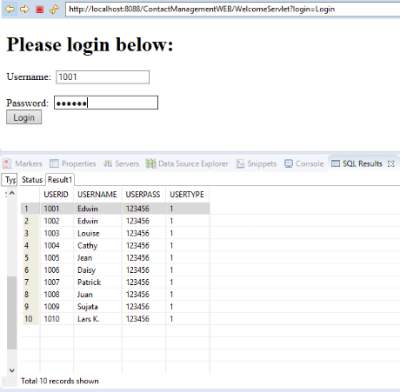 http://localhost:8088/ContactManagementWEB/WelcomeServlet?login=Login
Please login below:
Username: 1001
Password: ●●●●●●
Login
Markers Properties Servers Data Source Explorer Snippets Console SQL Results
Typ Status Result1
USERID USERNAME USERPASS USERTYPE
1 1001 Edwin 123456 1
2 1002 Edwin 123456 1
3 1003 Louise 123456 1
4 1004 Cathy 123456 1
5 1005 Jean 123456 1
6 1006 Daisy 123456 1
7 1007 Patrick 123456 1
8 1008 Juan 123456 1
9 1009 Sujata 123456 1
10 1010 Lars K. 123456 1
Total 10 records shown